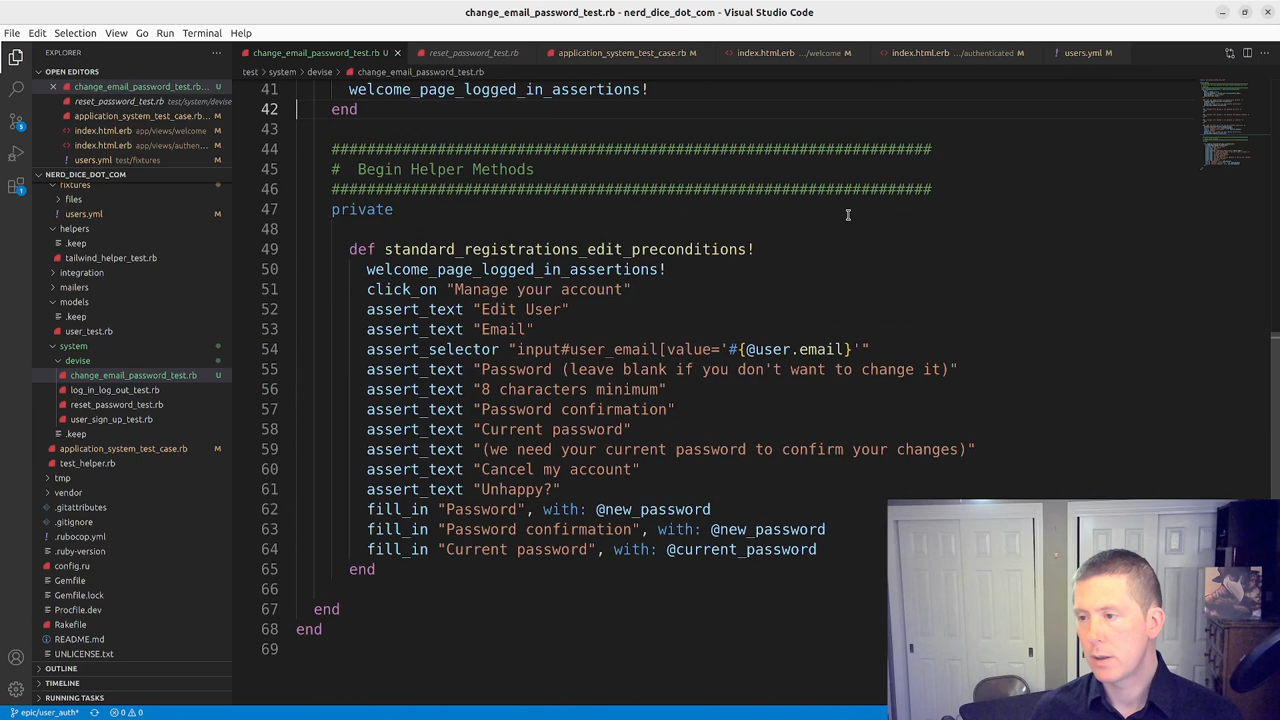 change_email_password_test.rb - nerd_dice_dot_com - Visual Studio Code
File Edit Selection View Go Run Terminal Help
EXPLORER
change_email_password_test.rb U
reset_password_test.rb
application_system_test_case.rb M
index.html.erb .../welcome M
index.html.erb .../authenticated M
users.yml M
OPEN EDITORS
change_email_password_test.rb...
reset_password_test.rb test/system/devise
application_system_test_case.rb... M
index.html.erb app/views/welcome M
index.html.erb app/views/authen... M
users.yml test/fixtures M
NERD_DICE_DOT_COM
fixtures
files
users.yml M
helpers
.keep
tailwind_helper_test.rb
integration
mailers
models
.keep
user_test.rb
system
devise
change_email_password_test.rb U
log_in_log_out_test.rb
reset_password_test.rb
user_sign_up_test.rb
.keep
application_system_test_case.rb M
test_helper.rb
tmp
vendor
.gitattributes
.gitignore
.rubocop.yml
.ruby-version
config.ru
Gemfile
Gemfile.lock
Procfile.dev
Rakefile
README.md
UNLICENSE.txt
OUTLINE
TIMELINE
RUNNING TASKS
test > system > devise > change_email_password_test.rb
41 welcome_page_logged_in_assertions!
42 end
43
44 ####################################################################
45 # Begin Helper Methods
46 ####################################################################
47 private
48
49 def standard_registrations_edit_preconditions!
50 welcome_page_logged_in_assertions!
51 click_on "Manage your account"
52 assert_text "Edit User"
53 assert_text "Email"
54 assert_selector "input#user_email[value='#{@user.email}'"
55 assert_text "Password (leave blank if you don't want to change it)"
56 assert_text "8 characters minimum"
57 assert_text "Password confirmation"
58 assert_text "Current password"
59 assert_text "(we need your current password to confirm your changes)"
60 assert_text "Cancel my account"
61 assert_text "Unhappy?"
62 fill_in "Password", with: @new_password
63 fill_in "Password confirmation", with: @new_password
64 fill_in "Current password", with: @current_password
65 end
66
67 end
68 end
69
epic/user_auth* 0 0